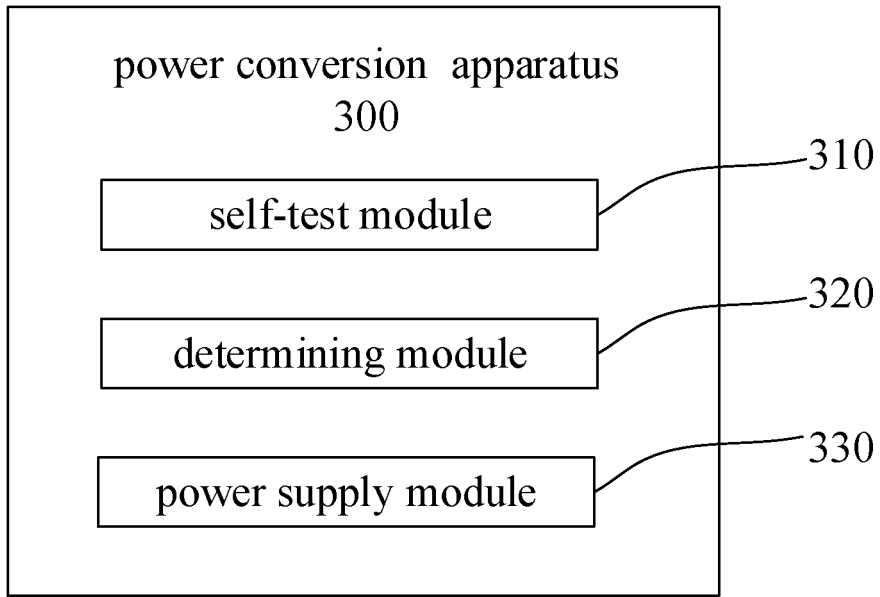 power conversion apparatus
300
310
self-test module
320
determining module
330
power supply module